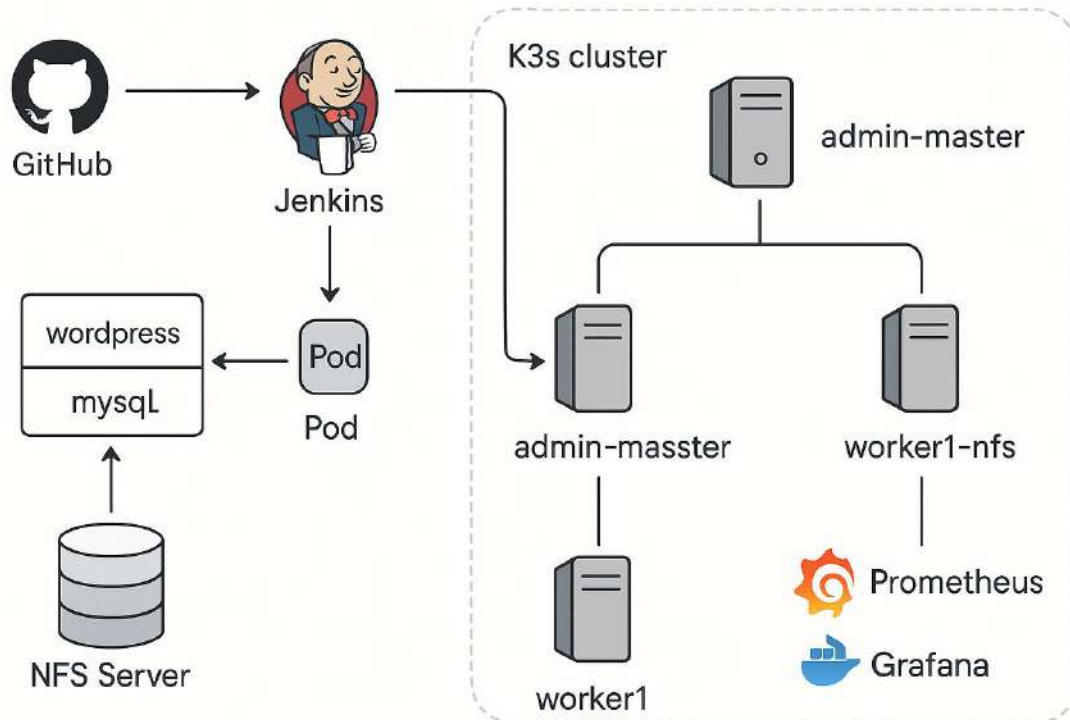 K3s cluster
GitHub
Jenkins
admin-master
wordpress
mysqL
Pod
Pod
admin-masster
worker1-nfs
NFS Server
worker1
Prometheus
Grafana